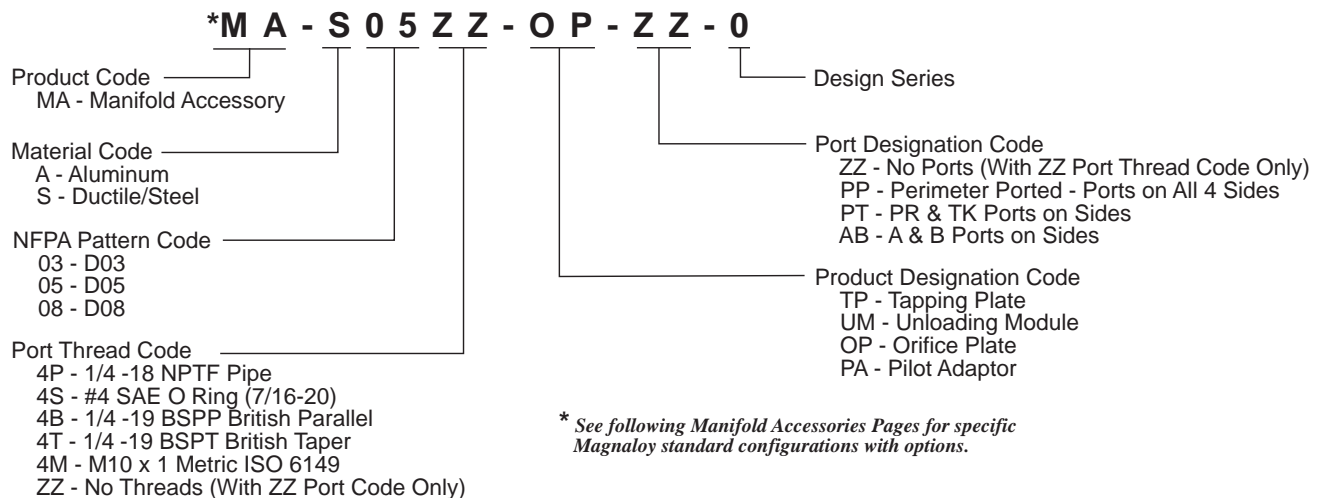 *MA-S05ZZ-OP-ZZ-0
Product Code
MA - Manifold Accessory
Material Code
A - Aluminum
S - Ductile/Steel
NFPA Pattern Code
03 - D03
05 - D05
08 - D08
Port Thread Code
4P - 1/4 -18 NPTF Pipe
4S - #4 SAE O Ring (7/16-20)
4B - 1/4 -19 BSPP British Parallel
4T - 1/4 -19 BSPT British Taper
4M - M10 x 1 Metric ISO 6149
ZZ - No Threads (With ZZ Port Code Only)
Design Series
Port Designation Code
ZZ - No Ports (With ZZ Port Thread Code Only)
PP - Perimeter Ported - Ports on All 4 Sides
PT - PR & TK Ports on Sides
AB - A & B Ports on Sides
Product Designation Code
TP - Tapping Plate
UM - Unloading Module
OP - Orifice Plate
PA - Pilot Adaptor
* See following Manifold Accessories Pages for specific
Magnaloy standard configurations with options.